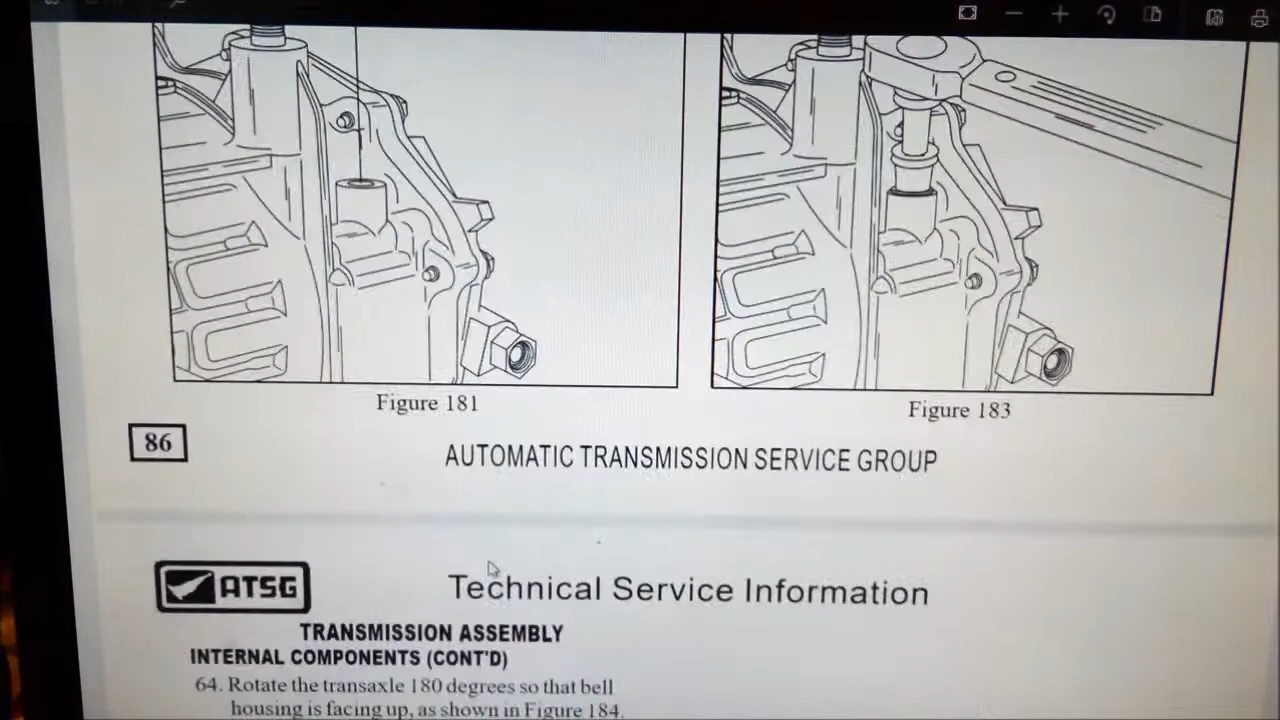 Figure 181
Figure 183
86
AUTOMATIC TRANSMISSION SERVICE GROUP
ATSG
Technical Service Information
TRANSMISSION ASSEMBLY
INTERNAL COMPONENTS (CONT'D)
64. Rotate the transaxle 180 degrees so that bell
housing is facing up, as shown in Figure 184.